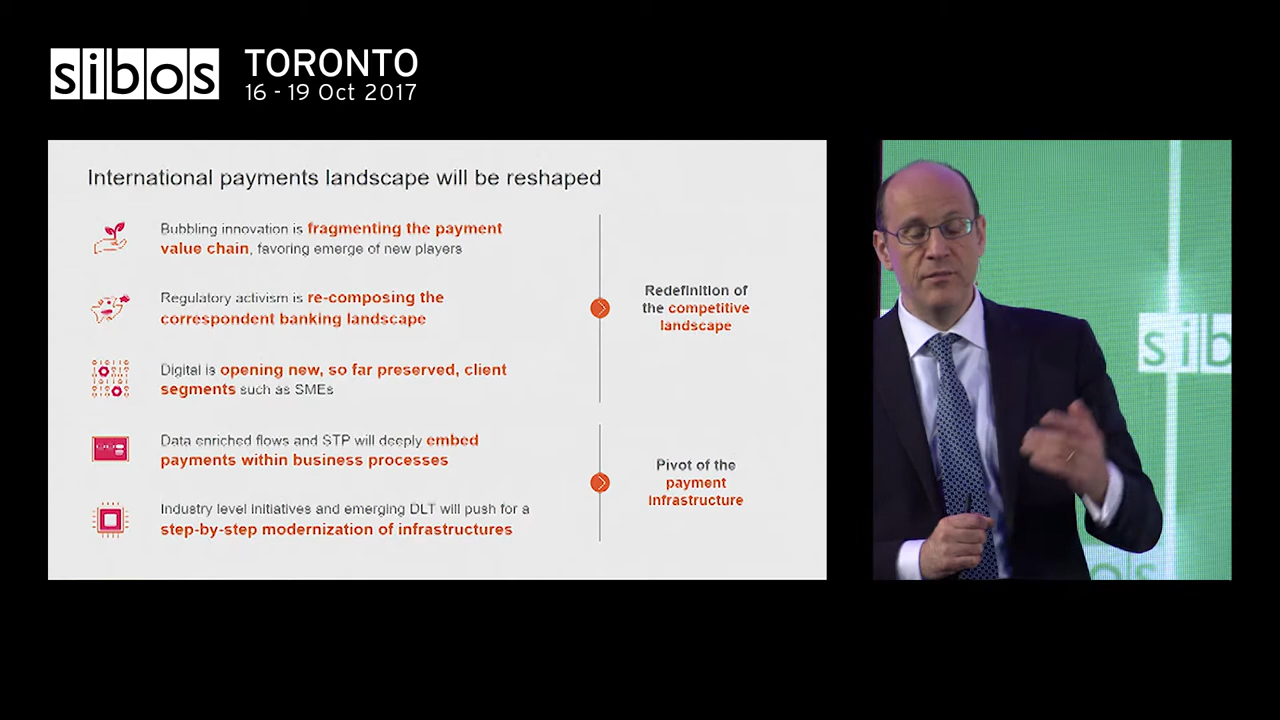 sibos
TORONTO
16 - 19 Oct 2017
International payments landscape will be reshaped
Bubbling innovation is fragmenting the payment
value chain, favoring emerge of new players
Regulatory activism is re-composing the
correspondent banking landscape
Digital is opening new, so far preserved, client
segments such as SMEs
Data enriched flows and STP will deeply embed
payments within business processes
Industry level initiatives and emerging DLT will push for a
step-by-step modernization of infrastructures
Redefinition of
the competitive
landscape
Pivot of the
payment
infrastructure
sib
os